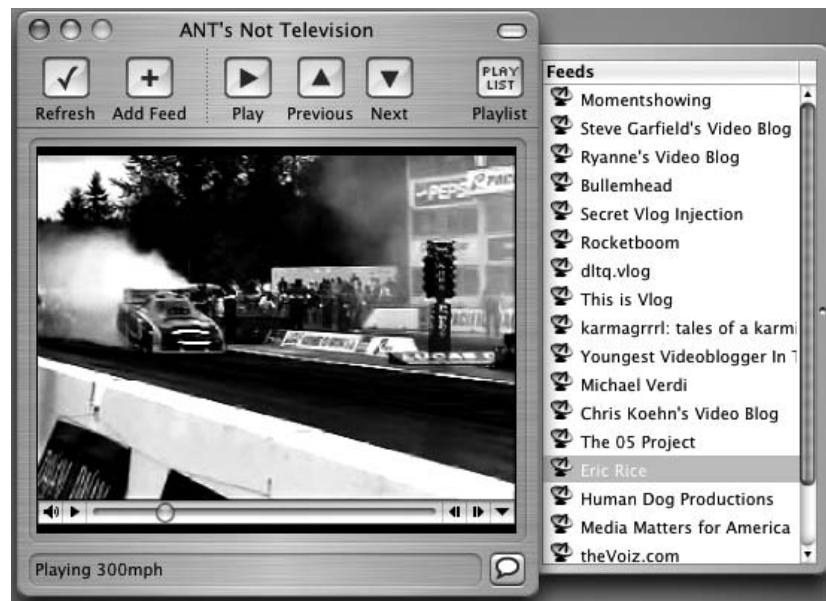 ANT's Not Television
Refresh
Add Feed
Play
Previous
Next
PLAY LIST
Playlist
PEPSI
LUCAS
Playing 300mph
Feeds
Momentshowing
Steve Garfield's Video Blog
Ryanne's Video Blog
Bullemhead
Secret Vlog Injection
Rocketboom
dltq.vlog
This is Vlog
karmagrrrl: tales of a karmi
Youngest Videoblogger In T
Michael Verdi
Chris Koehn's Video Blog
The 05 Project
Eric Rice
Human Dog Productions
Media Matters for America
theVoiz.com